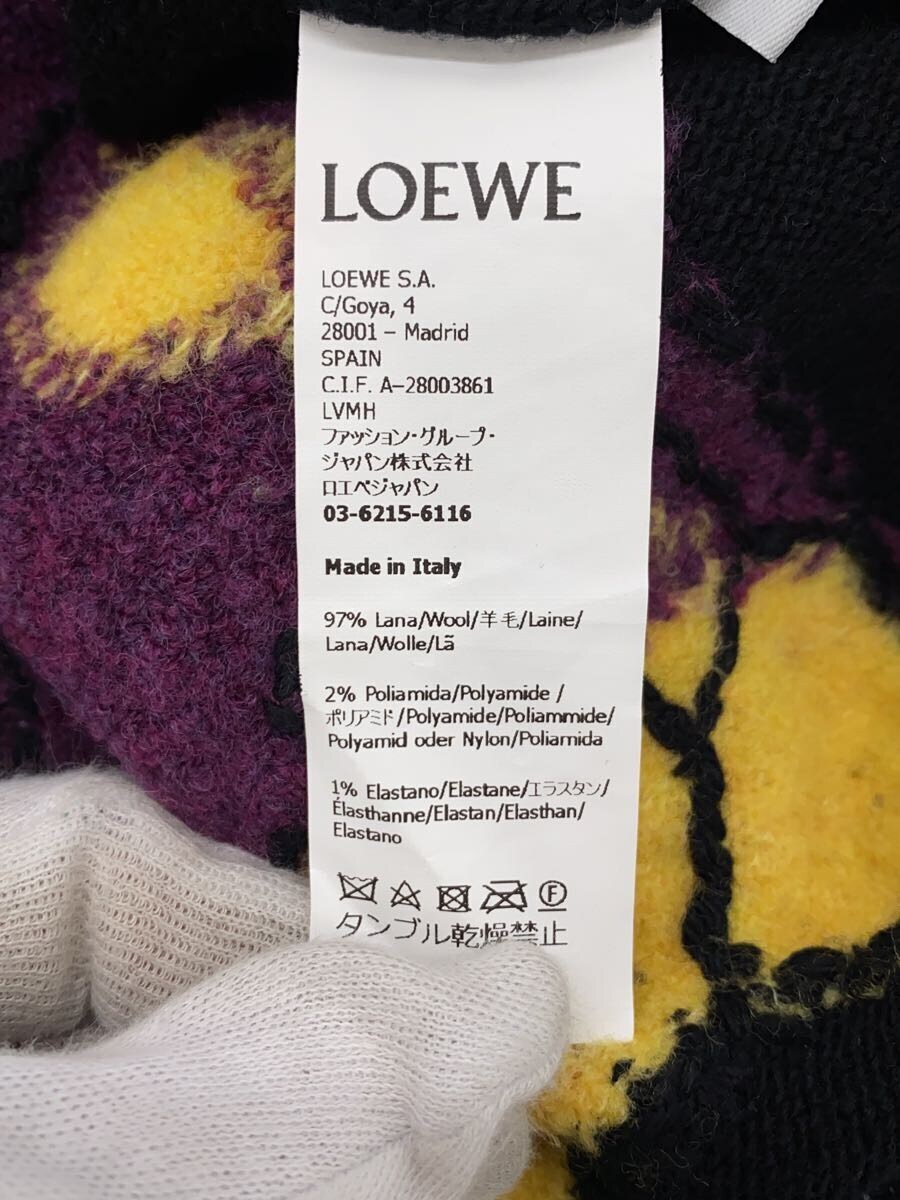 LOEWE
LOEWE S.A.
C/Goya, 4
28001 – Madrid
SPAIN
C.I.F. A-28003861
LVMH
ファッション・グループ・
ジャパン株式会社
ロエベジャパン
03-6215-6116
Made in Italy
97% Lana/Wool/羊毛/Laine/
Lana/Wolle/Lã
2% Poliamida/Polyamide /
ポリアミド/Polyamide/Poliammide/
Polyamid oder Nylon/Poliamida
1% Elastano/Elastane/エラスタン/
Élasthanne/Elastan/Elasthan/
Elastano
F
タンブル乾燥禁止